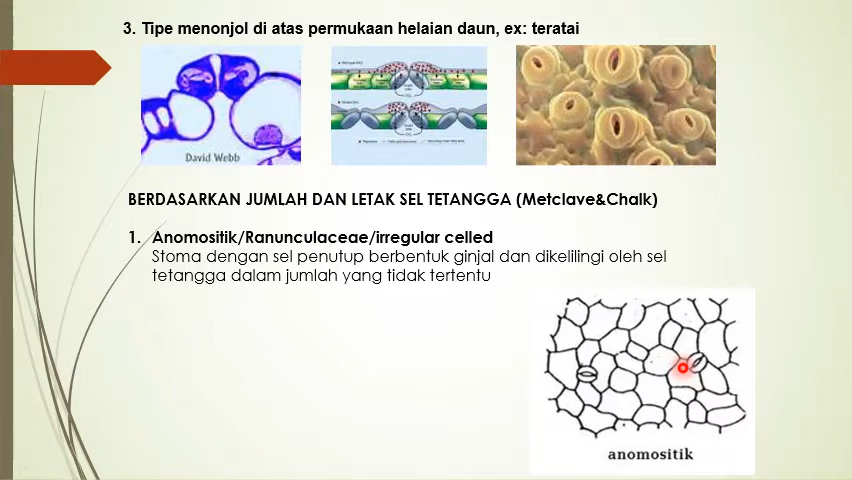 3. Tipe menonjol di atas permukaan helaian daun, ex: teratai
David Webb
BERDASARKAN JUMLAH DAN LETAK SEL TETANGGA (Metclave&Chalk)
1. Anomositik/Ranunculaceae/irregular celled
Stoma dengan sel penutup berbentuk ginjal dan dikelilingi oleh sel
tetangga dalam jumlah yang tidak tertentu
anomositik